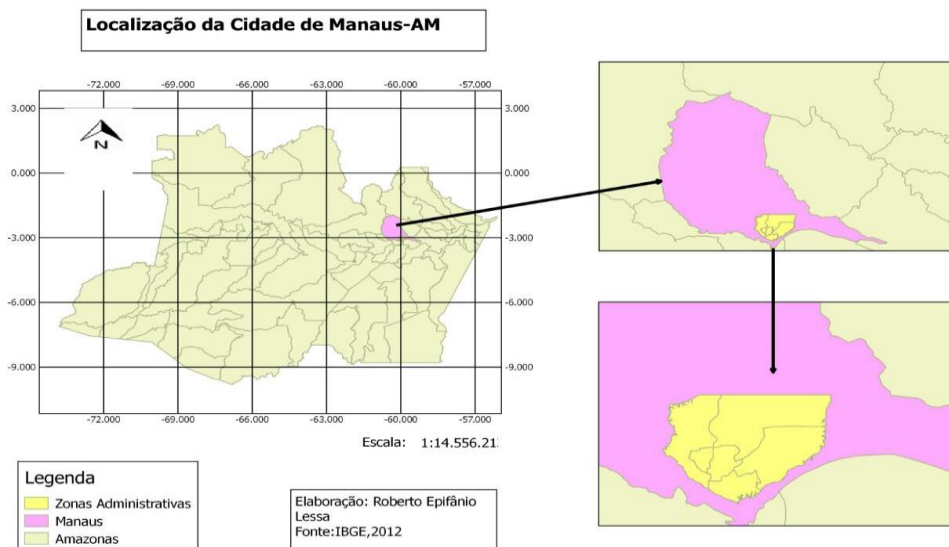 Localização da Cidade de Manaus-AM
-72.000 -69.000 -66.000 -63.000 -60.000 -57.000
3.000 3.000
N
0.000 0.000
-3.000 -3.000
-6.000 -6.000
-9.000 -9.000
-72.000 -69.000 -66.000 -63.000 -60.000 -57.000
Escala: 1:14.556.21
Legenda
Zonas Administrativas
Manaus
Amazonas
Elaboração: Roberto Epifânio
Lessa
Fonte:IBGE,2012